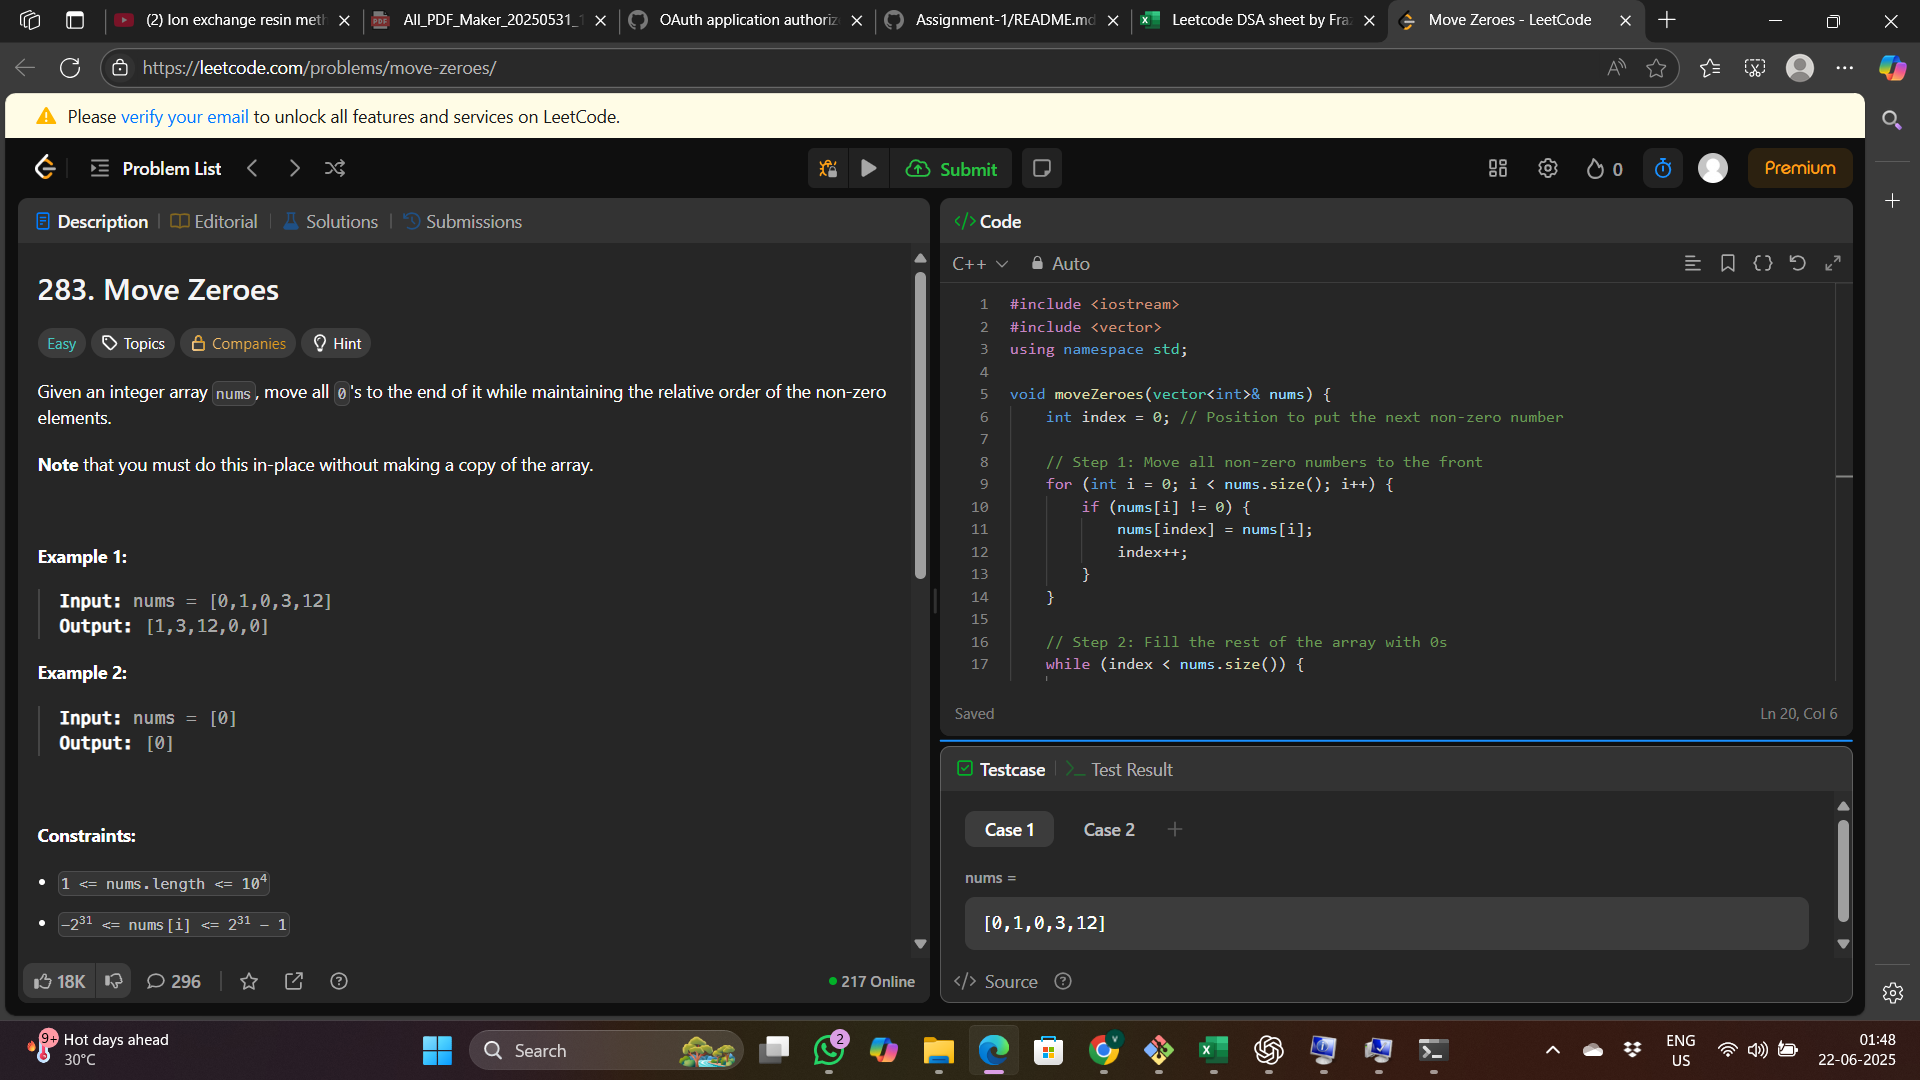 (2) Ion exchange resin meth
All_PDF_Maker_20250531_1
OAuth application authoriz
Assignment-1/README.md
Leetcode DSA sheet by Fraz
Move Zeroes - LeetCode
https://leetcode.com/problems/move-zeroes/
Please verify your email to unlock all features and services on LeetCode.
Problem List
Submit
0
Premium
Description
Editorial
Solutions
Submissions
283. Move Zeroes
Easy
Topics
Companies
Hint
Given an integer array nums, move all 0's to the end of it while maintaining the relative order of the non-zero
elements.
Note that you must do this in-place without making a copy of the array.
Example 1:
Input: nums = [0,1,0,3,12]
Output: [1,3,12,0,0]
Example 2:
Input: nums = [0]
Output: [0]
Constraints:
1 <= nums.length <= 10^4
-2^31 <= nums[i] <= 2^31 - 1
18K
296
217 Online
</> Code
C++
Auto
1 #include <iostream>
2 #include <vector>
3 using namespace std;
4
5 void moveZeroes(vector<int>& nums) {
6 int index = 0; // Position to put the next non-zero number
7
8 // Step 1: Move all non-zero numbers to the front
9 for (int i = 0; i < nums.size(); i++) {
10 if (nums[i] != 0) {
11 nums[index] = nums[i];
12 index++;
13 }
14 }
15
16 // Step 2: Fill the rest of the array with 0s
17 while (index < nums.size()) {
Saved
Ln 20, Col 6
Testcase
Test Result
Case 1
Case 2
nums =
[0,1,0,3,12]
</> Source
9+
Hot days ahead
30°C
Search
2
ENG
US
01:48
22-06-2025